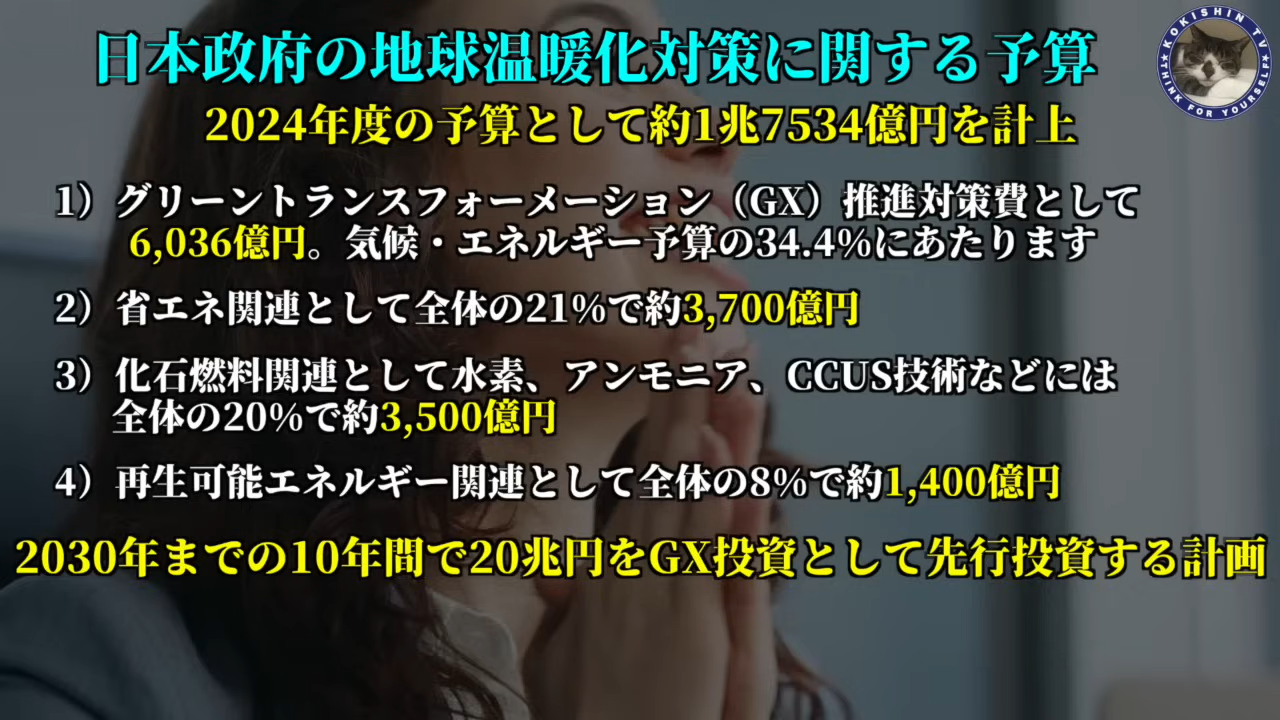 日本政府の地球温暖化対策に関する予算
2024年度の予算として約1兆7534億円を計上
1）グリーントランスフォーメーション（GX）推進対策費として
6,036億円。気候・エネルギー予算の34.4%にあたります
2）省エネ関連として全体の21%で約3,700億円
3）化石燃料関連として水素、アンモニア、CCUS技術などには
全体の20%で約3,500億円
4）再生可能エネルギー関連として全体の8%で約1,400億円
2030年までの10年間で20兆円をGX投資として先行投資する計画
KOKISHIN TV
★THINK FOR YOURSELF★